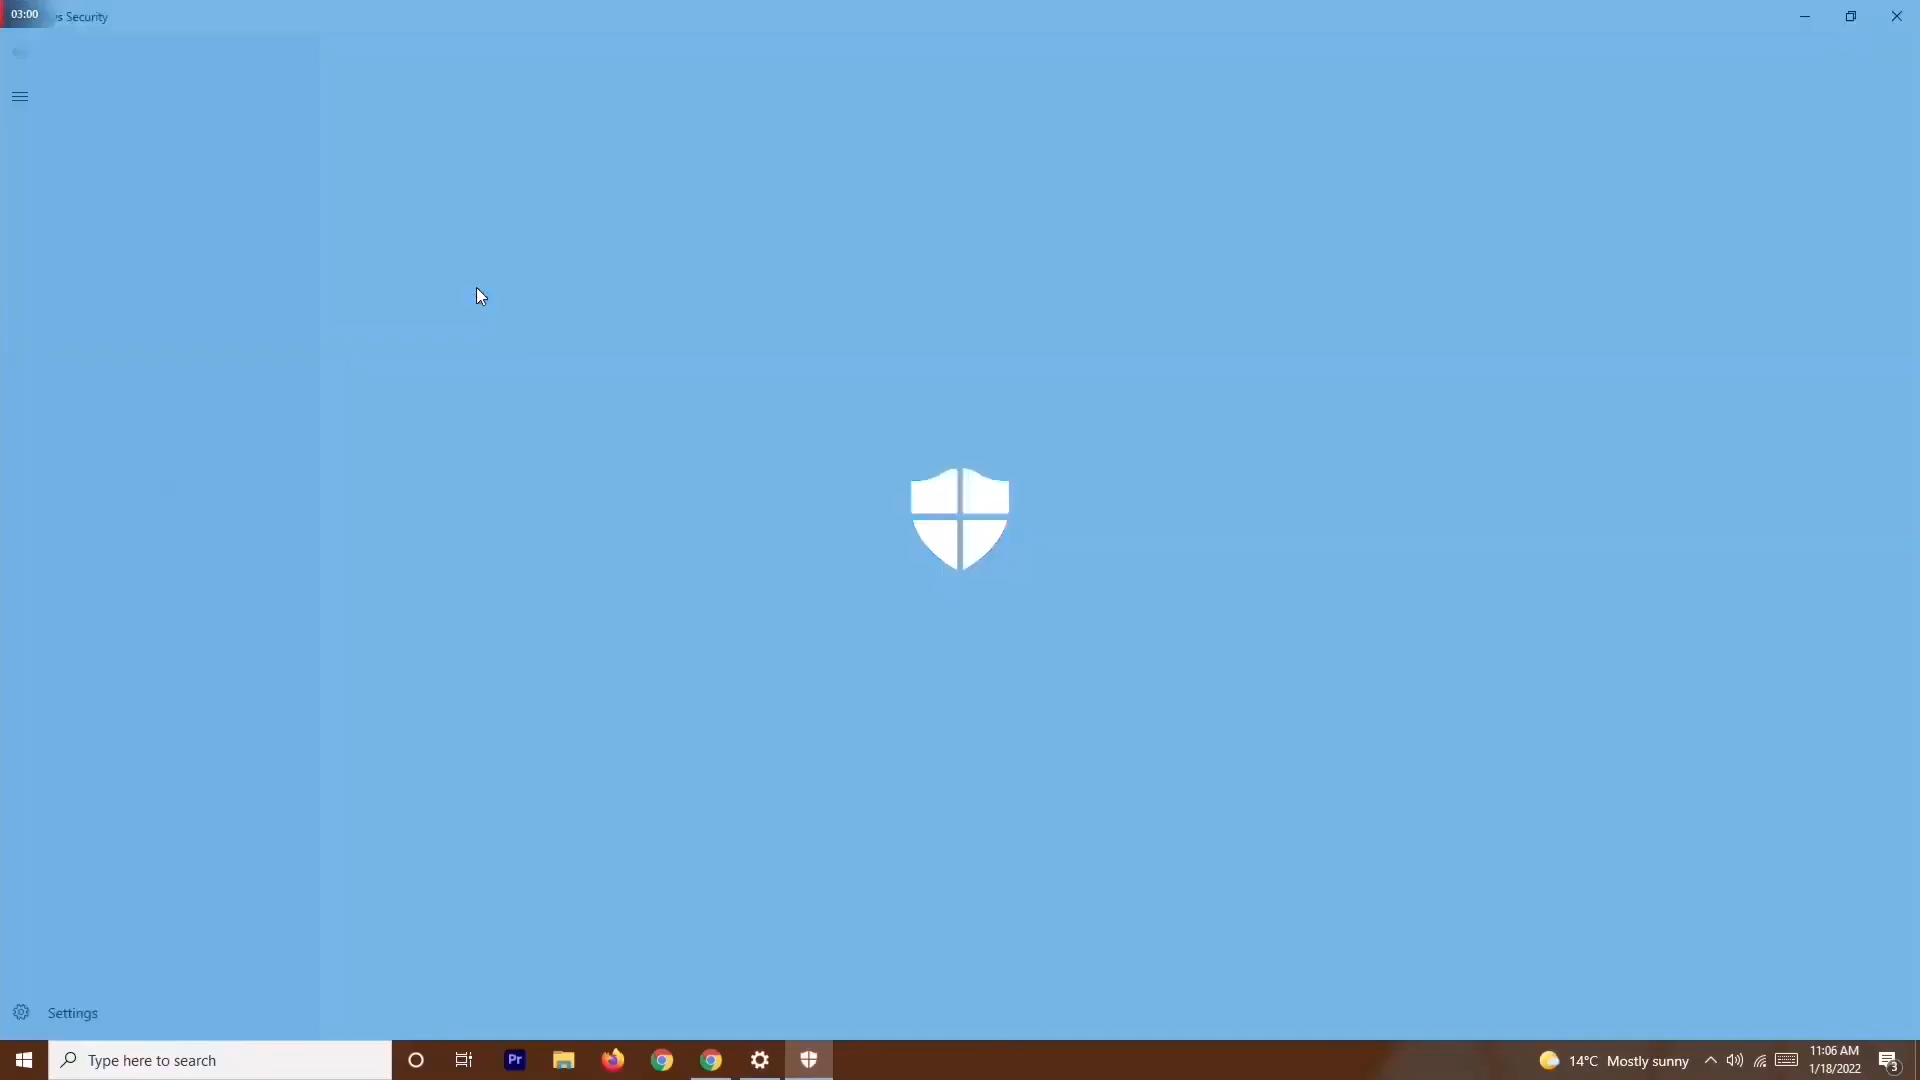 03:00
s Security
Settings
Type here to search
Pr
14°C Mostly sunny
11:06 AM
1/18/2022
3